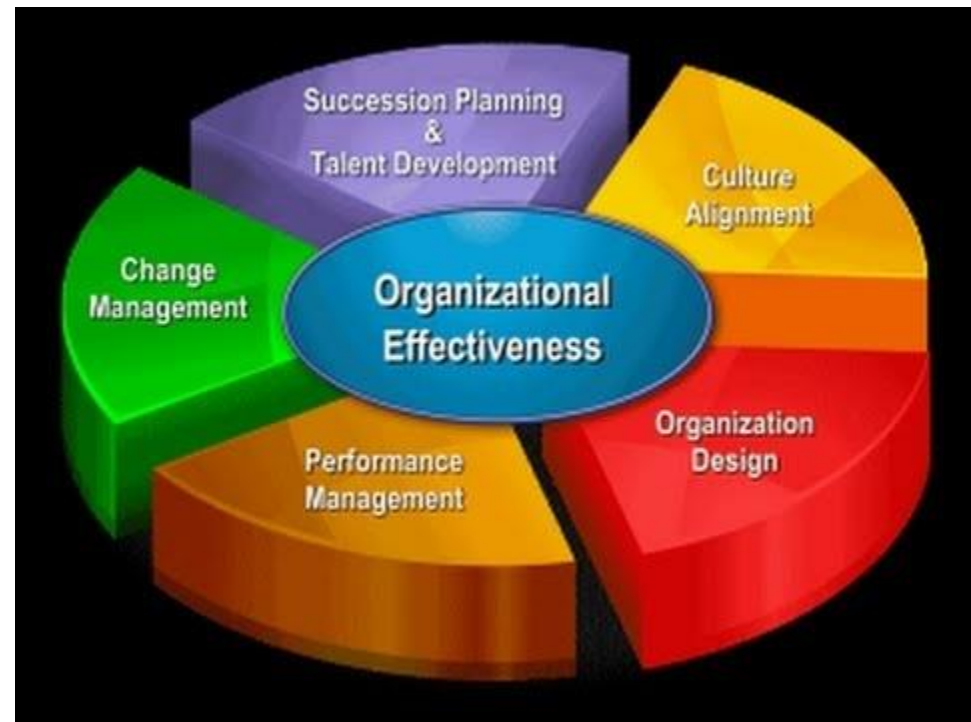 Succession Planning
&
Talent Development
Culture
Alignment
Change
Management
Organizational
Effectiveness
Organization
Design
Performance
Management